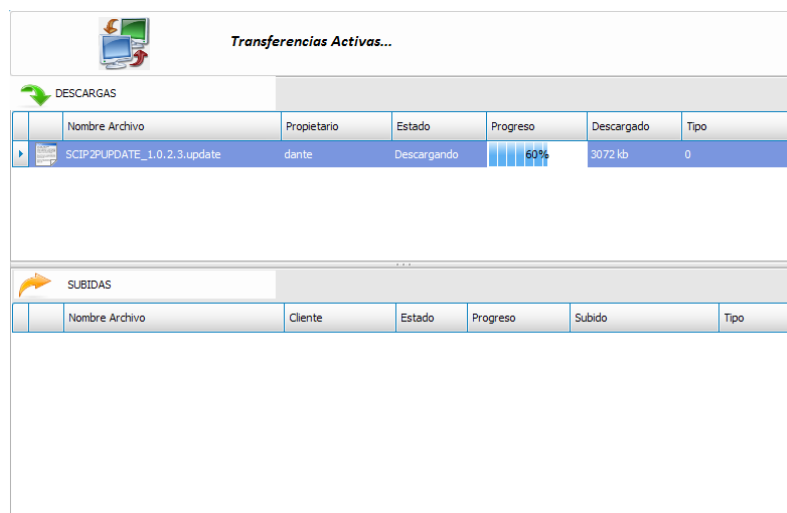 Transferencias Activas...
DESCARGAS
Nombre Archivo Propietario Estado Progreso Descargado Tipo
SCIP2PUPDATE_1.0.2.3.update dante Descargando 60% 3072 kb 0
SUBIDAS
Nombre Archivo Cliente Estado Progreso Subido Tipo